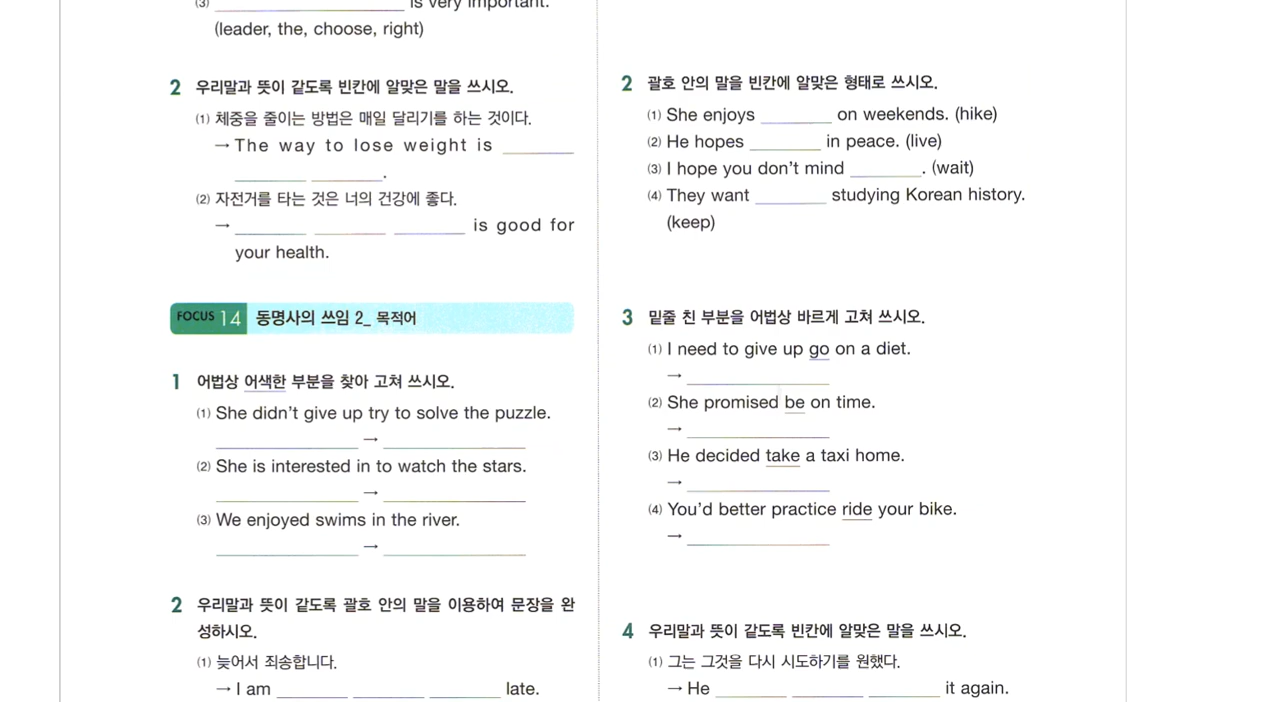 (3) ____________________ is very important.
(leader, the, choose, right)
2 우리말과 뜻이 같도록 빈칸에 알맞은 말을 쓰시오.
(1) 체중을 줄이는 방법은 매일 달리기를 하는 것이다.
→ The way to lose weight is ________
________ ________.
(2) 자전거를 타는 것은 너의 건강에 좋다.
→ ________ ________ ________ is good for
your health.
FOCUS 14 동명사의 쓰임 2_ 목적어
1 어법상 어색한 부분을 찾아 고쳐 쓰시오.
(1) She didn't give up try to solve the puzzle.
________________ → ________________
(2) She is interested in to watch the stars.
________________ → ________________
(3) We enjoyed swims in the river.
________________ → ________________
2 우리말과 뜻이 같도록 괄호 안의 말을 이용하여 문장을 완
성하시오.
(1) 늦어서 죄송합니다.
→ I am ________ ________ ________ late.
2 괄호 안의 말을 빈칸에 알맞은 형태로 쓰시오.
(1) She enjoys ________ on weekends. (hike)
(2) He hopes ________ in peace. (live)
(3) I hope you don't mind ________. (wait)
(4) They want ________ studying Korean history.
(keep)
3 밑줄 친 부분을 어법상 바르게 고쳐 쓰시오.
(1) I need to give up go on a diet.
→ ________________
(2) She promised be on time.
→ ________________
(3) He decided take a taxi home.
→ ________________
(4) You'd better practice ride your bike.
→ ________________
4 우리말과 뜻이 같도록 빈칸에 알맞은 말을 쓰시오.
(1) 그는 그것을 다시 시도하기를 원했다.
→ He ________ ________ ________ it again.